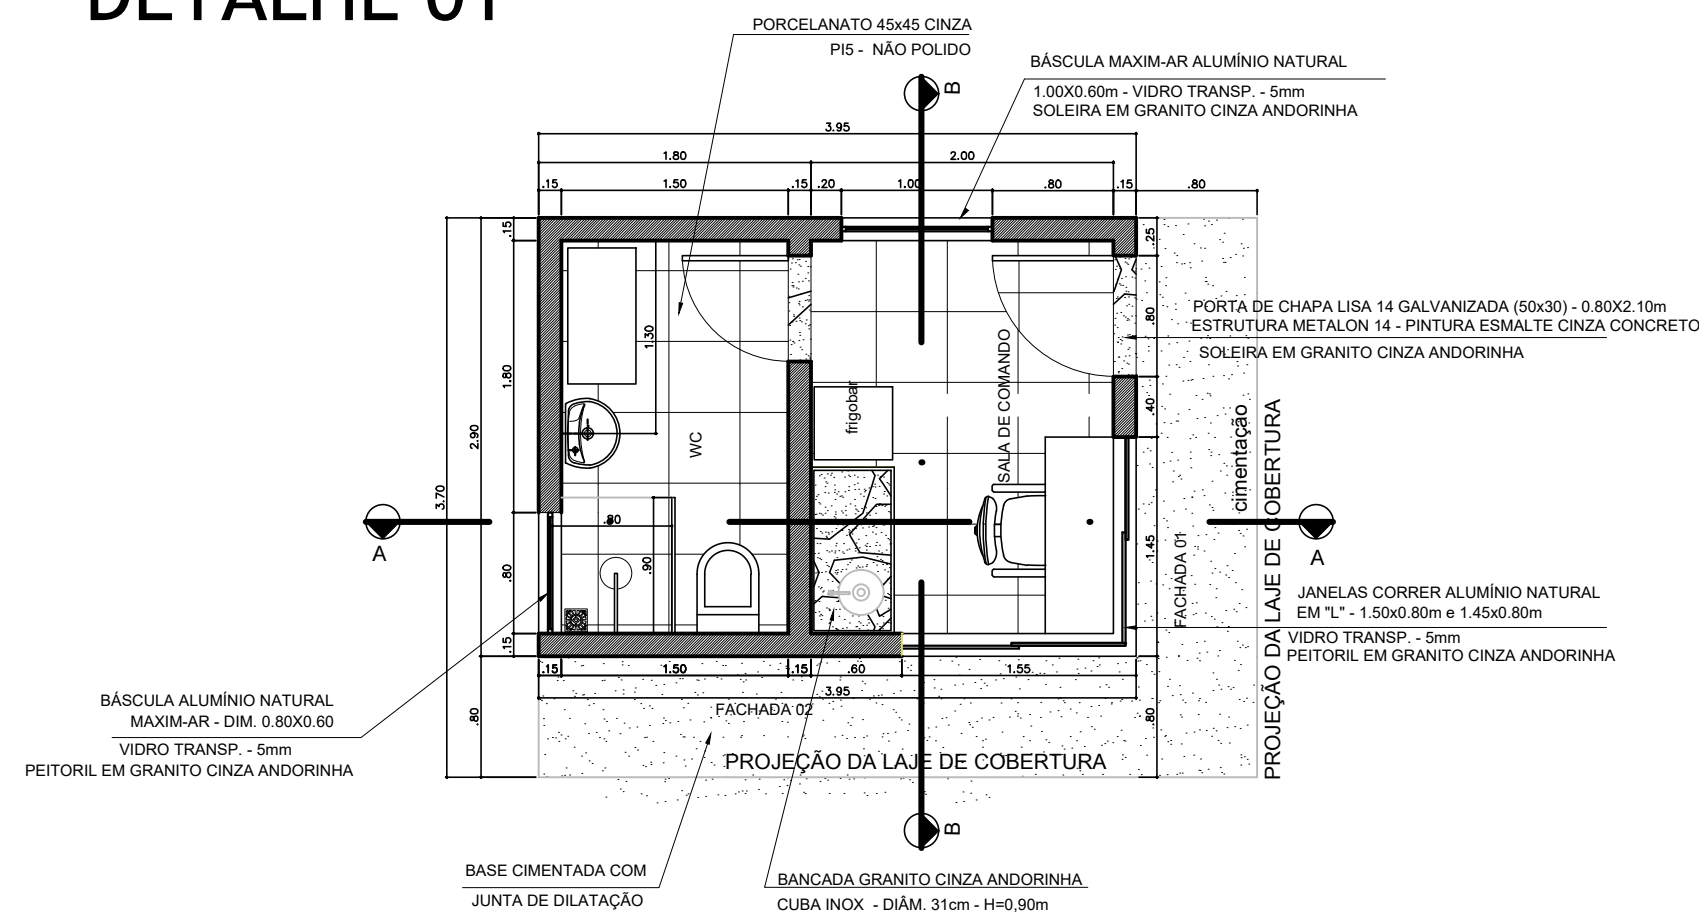 DETALHE 01
PORCELANATO 45x45 CINZA
PI5 - NÃO POLIDO
BÁSCULA MAXIM-AR ALUMÍNIO NATURAL
1.00X0.60m - VIDRO TRANSP. - 5mm
SOLEIRA EM GRANITO CINZA ANDORINHA
B
3.95
1.80
2.00
.15
1.50
.15
.20
1.00
.80
.15
.80
.15
.25
1.30
.80
PORTA DE CHAPA LISA 14 GALVANIZADA (50x30) - 0.80X2.10m
ESTRUTURA METALON 14 - PINTURA ESMALTE CINZA CONCRETO
SOLEIRA EM GRANITO CINZA ANDORINHA
1.80
2.90
3.70
frigobar
SALA DE COMANDO
WC
.40
cimentação
PROJEÇÃO DA LAJE DE COBERTURA
A
.80
.90
.80
1.45
FACHADA 01
A
JANELAS CORRER ALUMÍNIO NATURAL
EM "L" - 1.50x0.80m e 1.45x0.80m
VIDRO TRANSP. - 5mm
PEITORIL EM GRANITO CINZA ANDORINHA
.15
.15
1.50
.15
.60
1.55
3.95
BÁSCULA ALUMÍNIO NATURAL
MAXIM-AR - DIM. 0.80X0.60
VIDRO TRANSP. - 5mm
PEITORIL EM GRANITO CINZA ANDORINHA
.80
FACHADA 02
.80
PROJEÇÃO DA LAJE DE COBERTURA
B
BASE CIMENTADA COM
JUNTA DE DILATAÇÃO
BANCADA GRANITO CINZA ANDORINHA
CUBA INOX - DIÂM. 31cm - H=0,90m